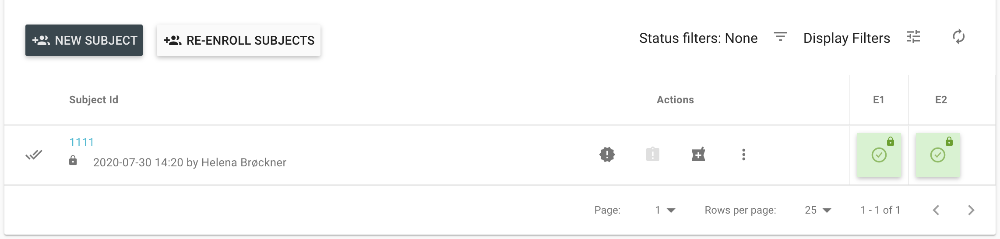 NEW SUBJECT
RE-ENROLL SUBJECTS
Status filters: None
Display Filters
Subject Id
Actions
E1
E2
1111
2020-07-30 14:20 by Helena Brøckner
Page:
1
Rows per page:
25
1 - 1 of 1